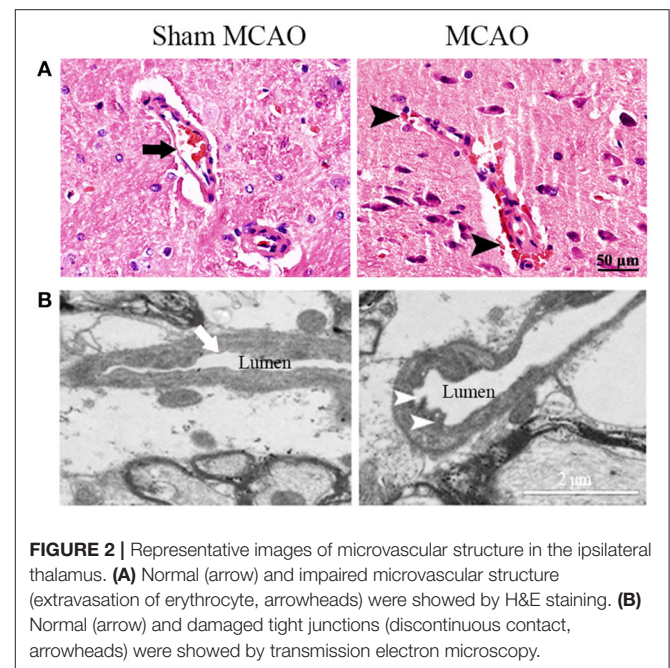 Sham MCAO
MCAO
A
50 µm
B
Lumen
Lumen
2 µm
FIGURE 2 | Representative images of microvascular structure in the ipsilateral
thalamus. (A) Normal (arrow) and impaired microvascular structure
(extravasation of erythrocyte, arrowheads) were showed by H&E staining. (B)
Normal (arrow) and damaged tight junctions (discontinuous contact,
arrowheads) were showed by transmission electron microscopy.